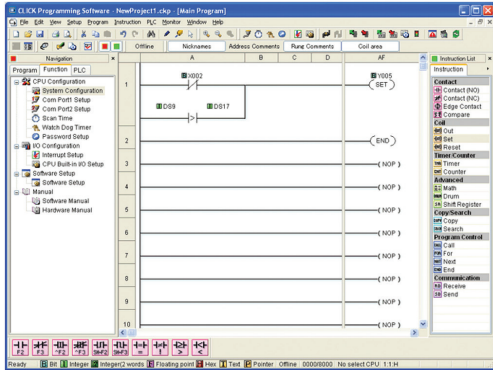 CLICK Programming Software - NewProject1.ckp - [Main Program]
File Edit View Setup Program Instruction PLC Monitor Window Help
Offline Nicknames Address Comments Rung Comments Coil area
Navigation
Program Function PLC
CPU Configuration
System Configuration
Com Port1 Setup
Com Port2 Setup
Scan Time
Watch Dog Timer
Password Setup
I/O Configuration
Interrupt Setup
CPU Built-in I/O Setup
Software Setup
Software Setup
Manual
Software Manual
Hardware Manual
A B C D AF
1
X002 Y005
( SET )
DS9 DS17
>
2 ( END )
3 ( NOP )
4 ( NOP )
5 ( NOP )
6 ( NOP )
7 ( NOP )
8 ( NOP )
9 ( NOP )
10 ( NOP )
Instruction List
Instruction
Contact
Contact (NO)
Contact (NC)
Edge Contact
Compare
Coil
Out
Set
Reset
Timer/Counter
Timer
Counter
Advanced
Math
Drum
Shift Register
Copy/Search
Copy
Search
Program Control
Call
For
Next
End
Communication
Receive
Send
F2 F3 ^F2 ^F3 SH-F2 SH-F3 = ! > <
Ready Bit Integer Integer(2 words) Floating point Hex Text Pointer Offline 0000/8000 No select CPU 1:1:H